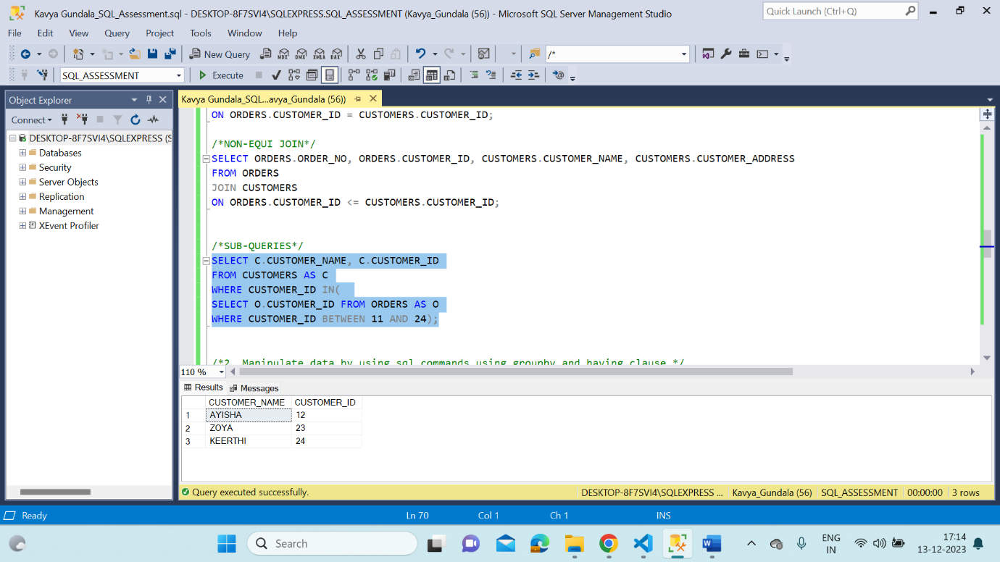 Kavya Gundala_SQL_Assessment.sql - DESKTOP-8F7SVI4\SQLEXPRESS.SQL_ASSESSMENT (Kavya_Gundala (56)) - Microsoft SQL Server Management Studio
Quick Launch (Ctrl+Q)
File Edit View Query Project Tools Window Help
New Query
MDX DMX XMLA DAX
/*
SQL_ASSESSMENT
Execute
Object Explorer
Kavya Gundala_SQL...avya_Gundala (56))
Connect
DESKTOP-8F7SVI4\SQLEXPRESS (S
Databases
Security
Server Objects
Replication
Management
XEvent Profiler
ON ORDERS.CUSTOMER_ID = CUSTOMERS.CUSTOMER_ID;
/*NON-EQUI JOIN*/
SELECT ORDERS.ORDER_NO, ORDERS.CUSTOMER_ID, CUSTOMERS.CUSTOMER_NAME, CUSTOMERS.CUSTOMER_ADDRESS
FROM ORDERS
JOIN CUSTOMERS
ON ORDERS.CUSTOMER_ID <= CUSTOMERS.CUSTOMER_ID;
/*SUB-QUERIES*/
SELECT C.CUSTOMER_NAME, C.CUSTOMER_ID
FROM CUSTOMERS AS C
WHERE CUSTOMER_ID IN(
SELECT O.CUSTOMER_ID FROM ORDERS AS O
WHERE CUSTOMER_ID BETWEEN 11 AND 24);
/*2. Manipulate data by using sql commands using groupby and having clause.*/
110 %
Results Messages
CUSTOMER_NAME CUSTOMER_ID
1 AYISHA 12
2 ZOYA 23
3 KEERTHI 24
Query executed successfully.
DESKTOP-8F7SVI4\SQLEXPRESS ... Kavya_Gundala (56) SQL_ASSESSMENT 00:00:00 3 rows
Ready
Ln 70 Col 1 Ch 1 INS
Search
ENG
IN
17:14
13-12-2023